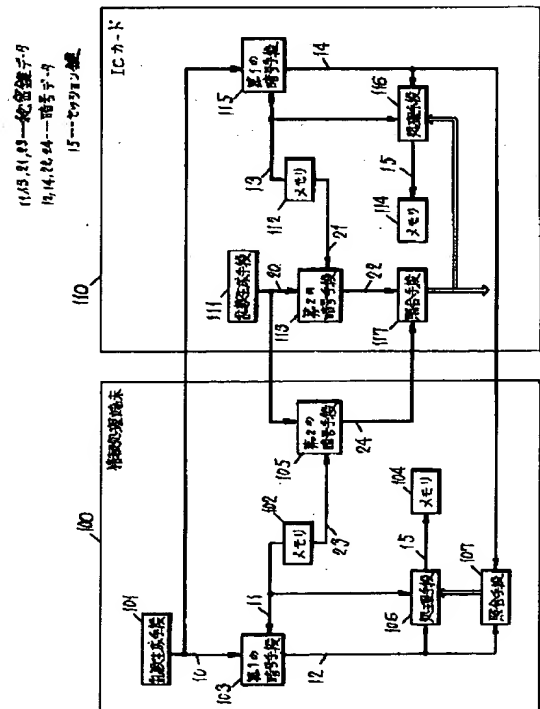 11,13,21,23---秘密鍵データ
12,14,22,24---暗号データ
15---セッション鍵
110
ICカード
111
乱数生成手段
20
112
メモリ
13
115
第1の暗号手段
14
21
113
第2の暗号手段
22
114
メモリ
15
116
処理手段
117
照合手段
100
情報処理端末
101
乱数生成手段
10
102
メモリ
11
23
103
第1の暗号手段
12
105
第2の暗号手段
24
104
メモリ
15
106
処理手段
107
照合手段